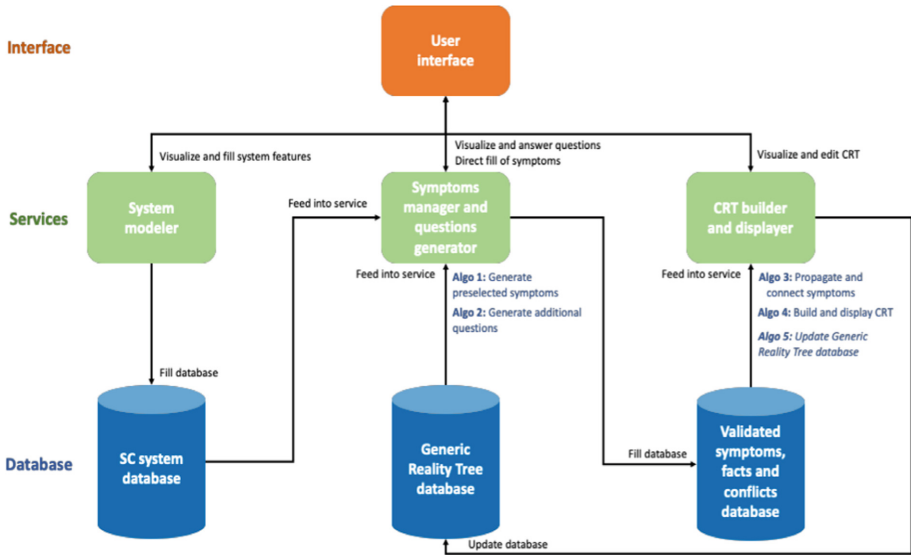 Interface
User
interface
Visualize and fill system features
Visualize and answer questions
Direct fill of symptoms
Visualize and edit CRT
Services
System
modeler
Feed into service
Symptoms
manager and
questions
generator
CRT builder
and displayer
Feed into service
Algo 1: Generate
preselected symptoms
Algo 2: Generate additional
questions
Feed into service
Algo 3: Propagate and
connect symptoms
Algo 4: Build and display CRT
Algo 5: Update Generic
Reality Tree database
Fill database
Database
SC system
database
Generic
Reality Tree
database
Fill database
Validated
symptoms,
facts and
conflicts
database
Update database